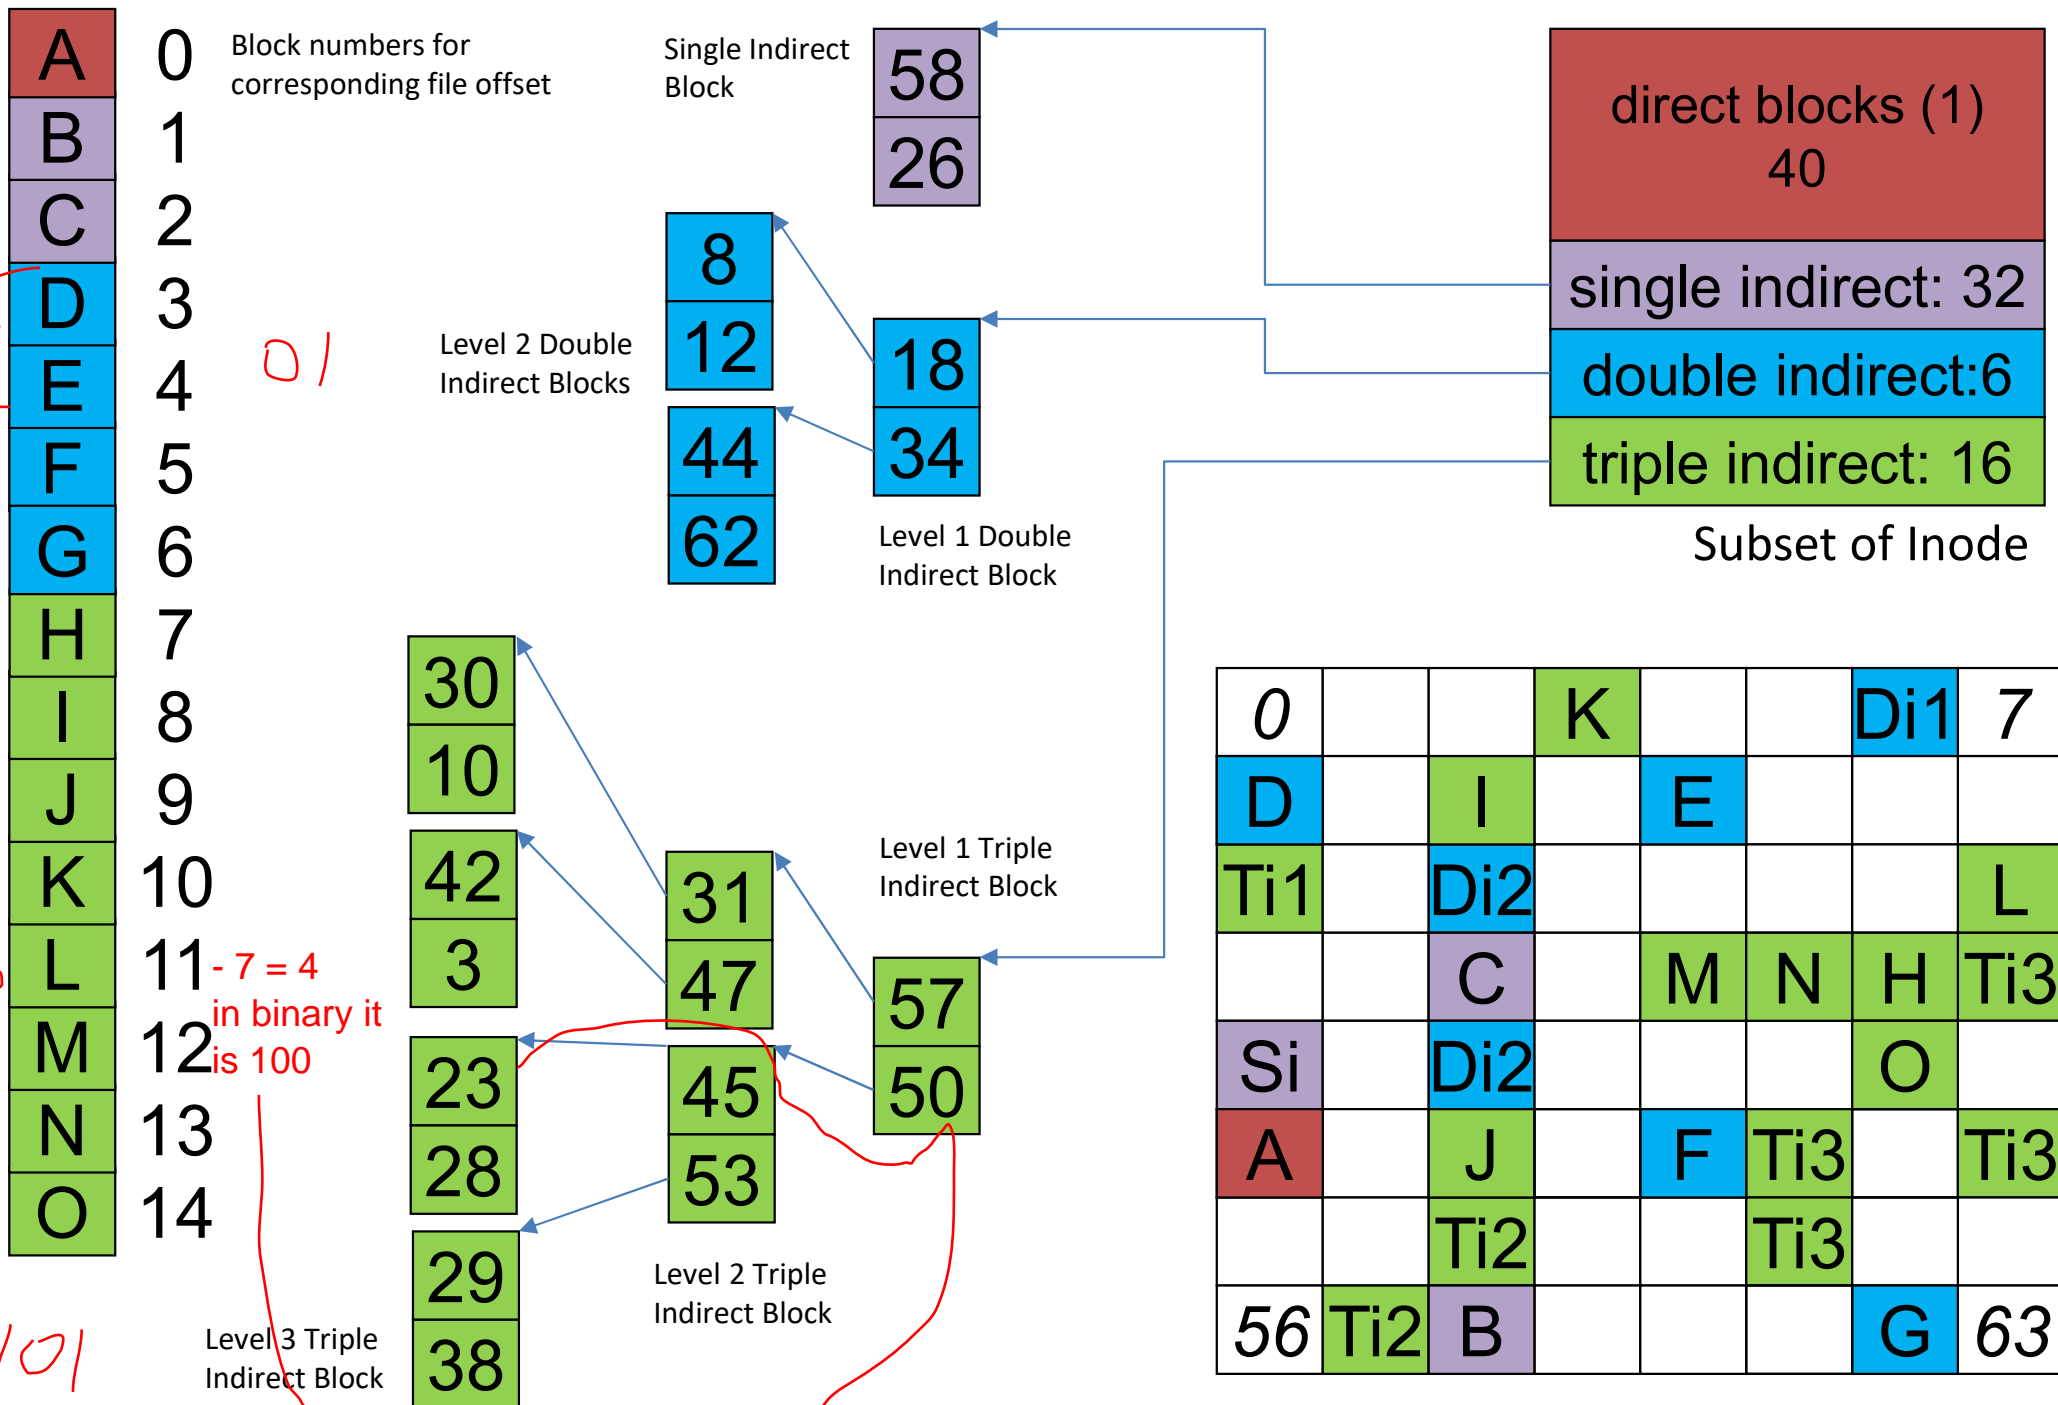 A 0
B 1
C 2
D 3
E 4
F 5
G 6
H 7
I 8
J 9
K 10
L 11
M 12
N 13
O 14
Block numbers for
corresponding file offset
01
- 7 = 4
in binary it
is 100
101
Single Indirect
Block
58
26
Level 2 Double
Indirect Blocks
8
12
44
62
18
34
Level 1 Double
Indirect Block
direct blocks (1)
40
single indirect: 32
double indirect:6
triple indirect: 16
Subset of Inode
30
10
42
3
23
28
29
38
Level 3 Triple
Indirect Block
31
47
45
53
Level 2 Triple
Indirect Block
Level 1 Triple
Indirect Block
57
50
0 K Di1 7
D I E
Ti1 Di2 L
C M N H Ti3
Si Di2 O
A J F Ti3 Ti3
Ti2 Ti3
56 Ti2 B G 63